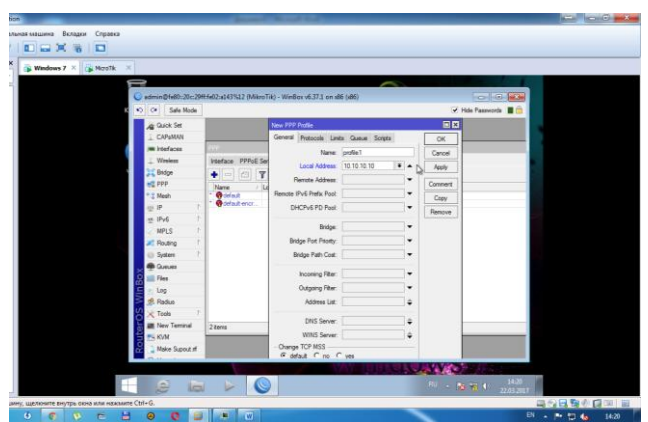 Вкладки Справка
Windows 7 × MicroTik ×
admin@fe80::20c:29ff:fe02:a143%12 (MikroTik) - WinBox v6.37.1 on x86 (x86)
Safe Mode
Hide Passwords
Quick Set
CAPsMAN
Interfaces
Wireless
Bridge
PPP
Mesh
IP
IPv6
MPLS
Routing
System
Queues
Files
Log
Radius
Tools
New Terminal
KVM
Make Supout.rif
RouterOS WinBox
PPP
Interface PPPoE Ser
Name
default
default-encr...
2 items
New PPP Profile
General Protocols Limits Queue Scripts
Name: profile1
Local Address: 10.10.10.10
Remote Address:
Remote IPv6 Prefix Pool:
DHCPv6 PD Pool:
Bridge:
Bridge Port Priority:
Bridge Path Cost:
Incoming Filter:
Outgoing Filter:
Address List:
DNS Server:
WINS Server:
Change TCP MSS
default no yes
OK
Cancel
Apply
Comment
Copy
Remove
RU
14:20
22.03.2017
щелкните внутрь окна или нажмите Ctrl+G.
EN
14:20